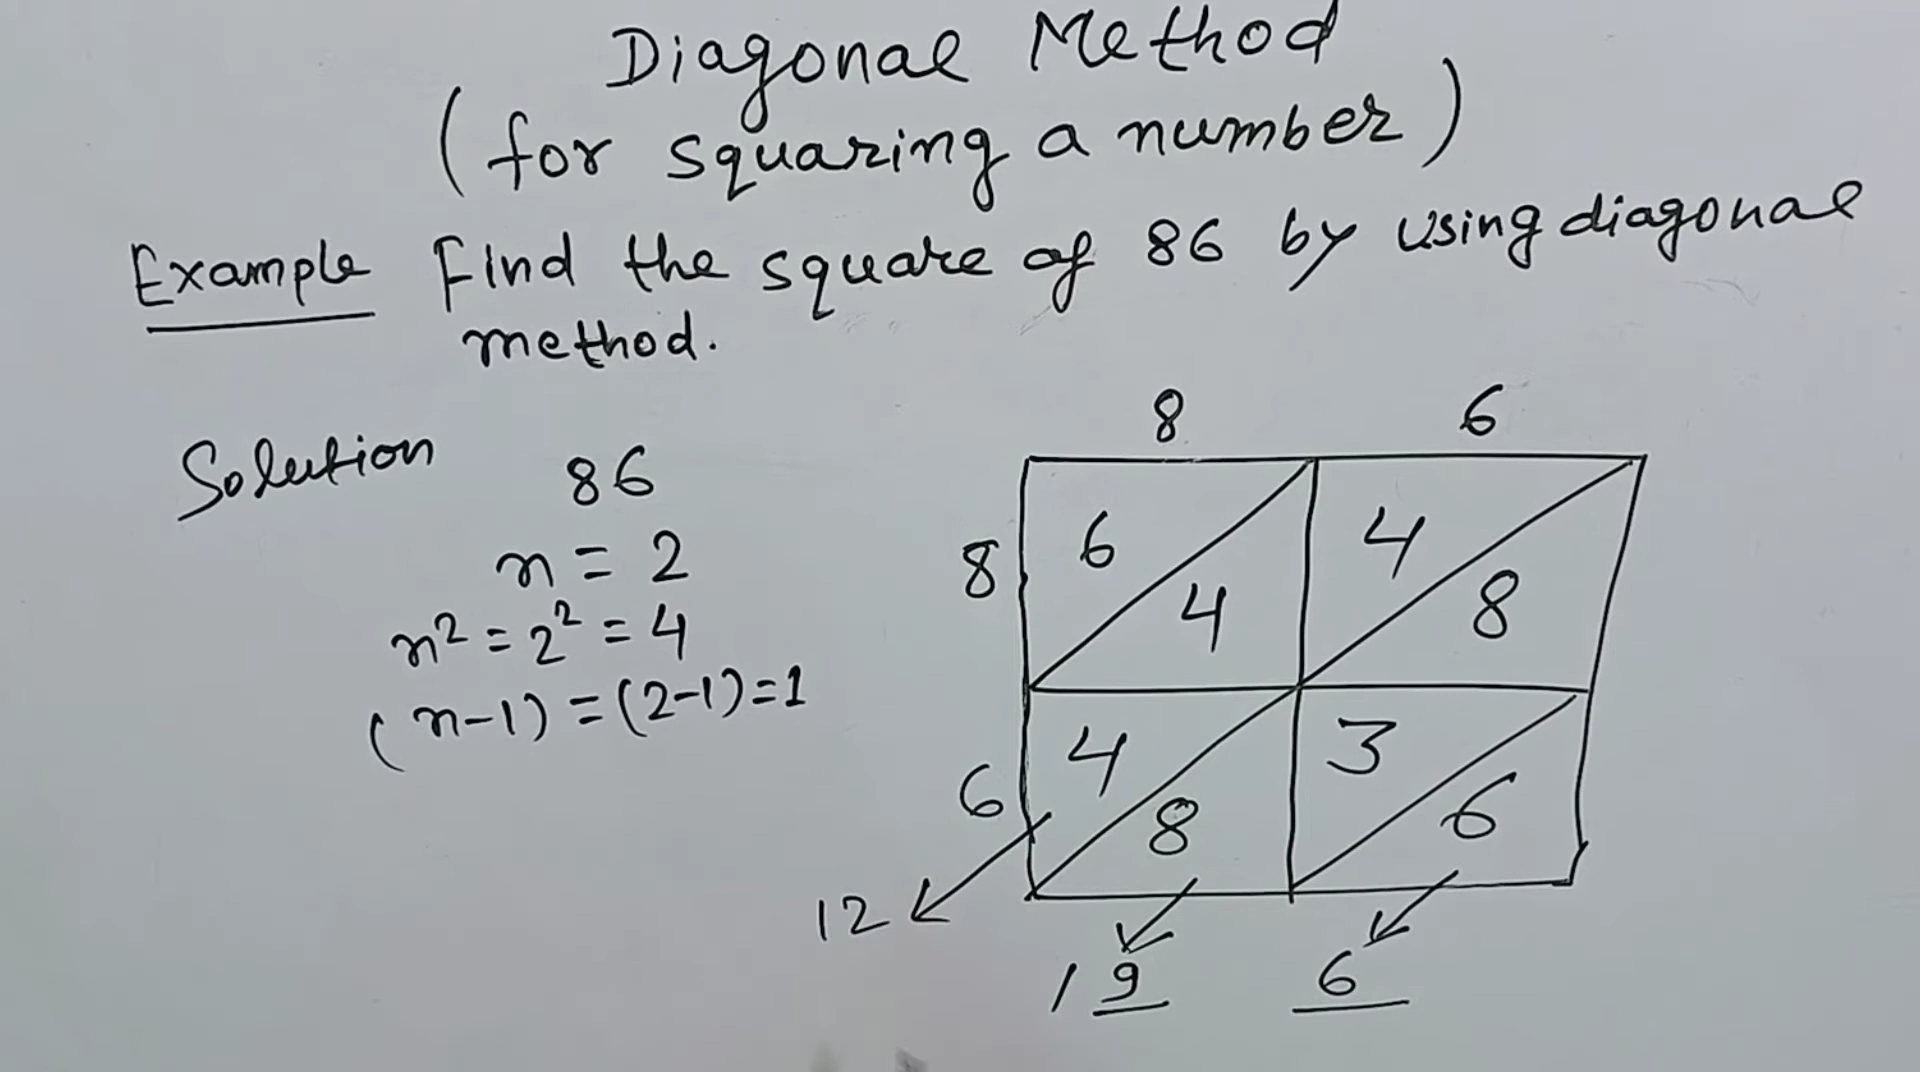 Diagonal Method
(for squaring a number)
Example Find the square of 86 by using diagonal
method.
Solution 86
n = 2
n² = 2² = 4
(n-1) = (2-1) = 1
8 6
8 6 4 4 8
6 4 8 3 6
12 19 6